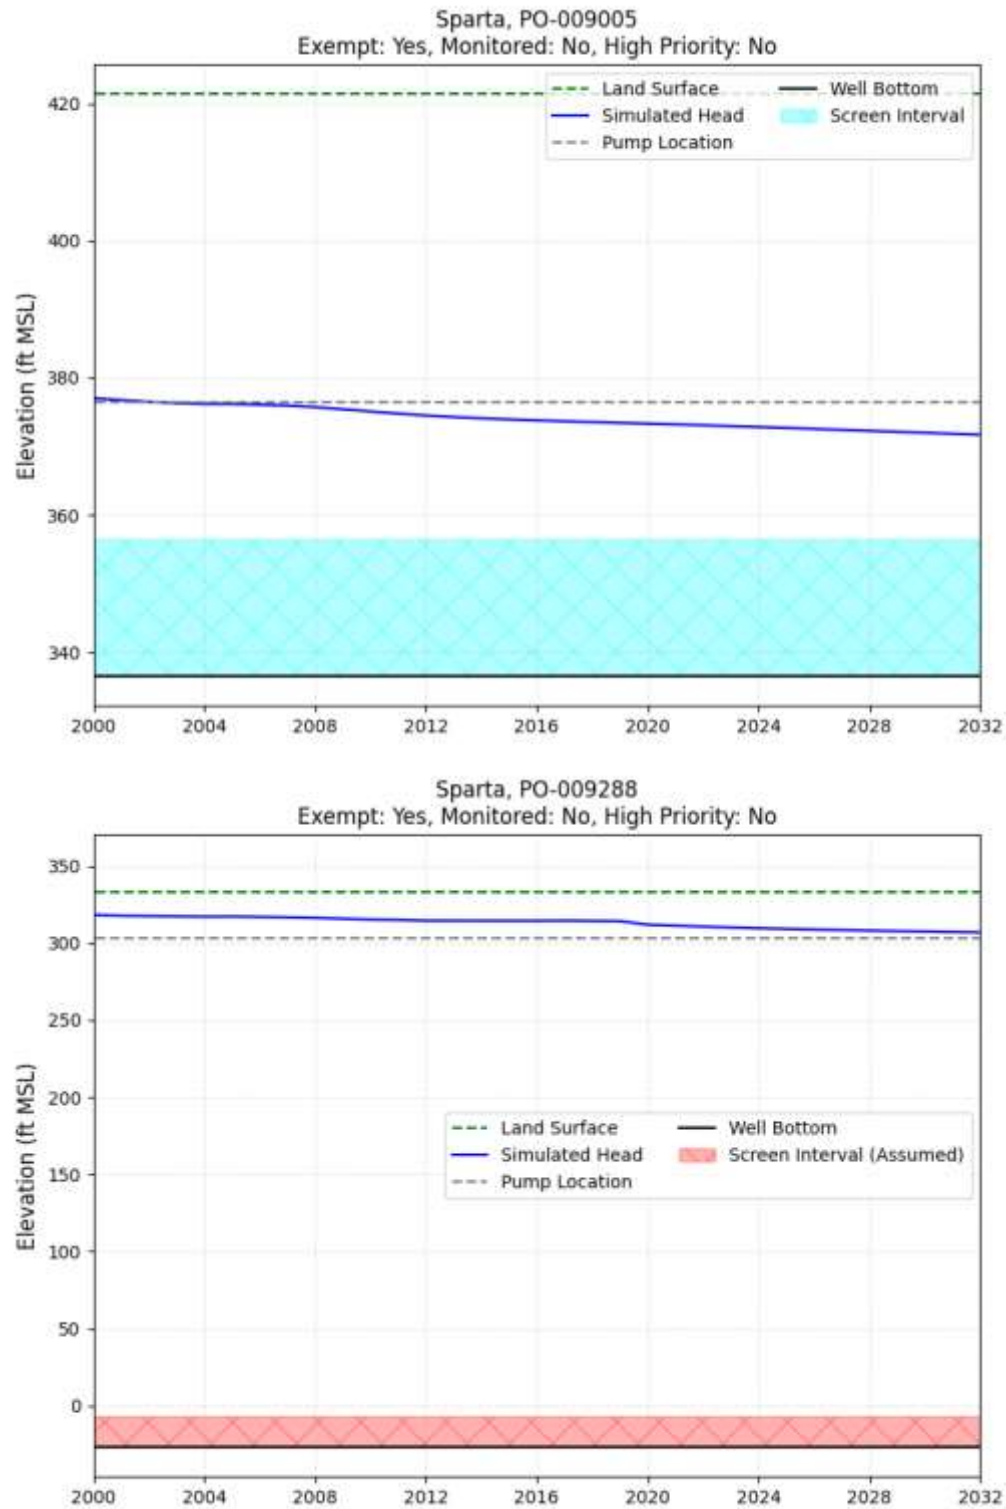 Sparta, PO-009005
Exempt: Yes, Monitored: No, High Priority: No
Land Surface
Simulated Head
Pump Location
Well Bottom
Screen Interval
Elevation (ft MSL)
420
400
380
360
340
2000 2004 2008 2012 2016 2020 2024 2028 2032
Sparta, PO-009288
Exempt: Yes, Monitored: No, High Priority: No
Elevation (ft MSL)
350
300
250
200
150
100
50
0
Land Surface
Simulated Head
Pump Location
Well Bottom
Screen Interval (Assumed)
2000 2004 2008 2012 2016 2020 2024 2028 2032